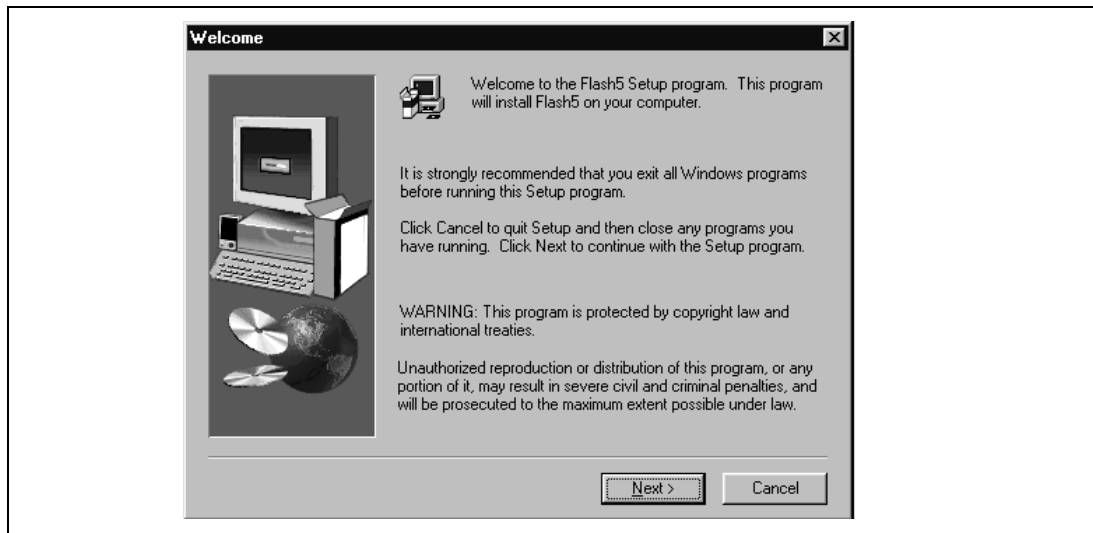 Welcome
Welcome to the Flash5 Setup program.  This program
will install Flash5 on your computer.
It is strongly recommended that you exit all Windows programs
before running this Setup program.
Click Cancel to quit Setup and then close any programs you
have running.  Click Next to continue with the Setup program.
WARNING: This program is protected by copyright law and
international treaties.
Unauthorized reproduction or distribution of this program, or any
portion of it, may result in severe civil and criminal penalties, and
will be prosecuted to the maximum extent possible under law.
Next >
Cancel